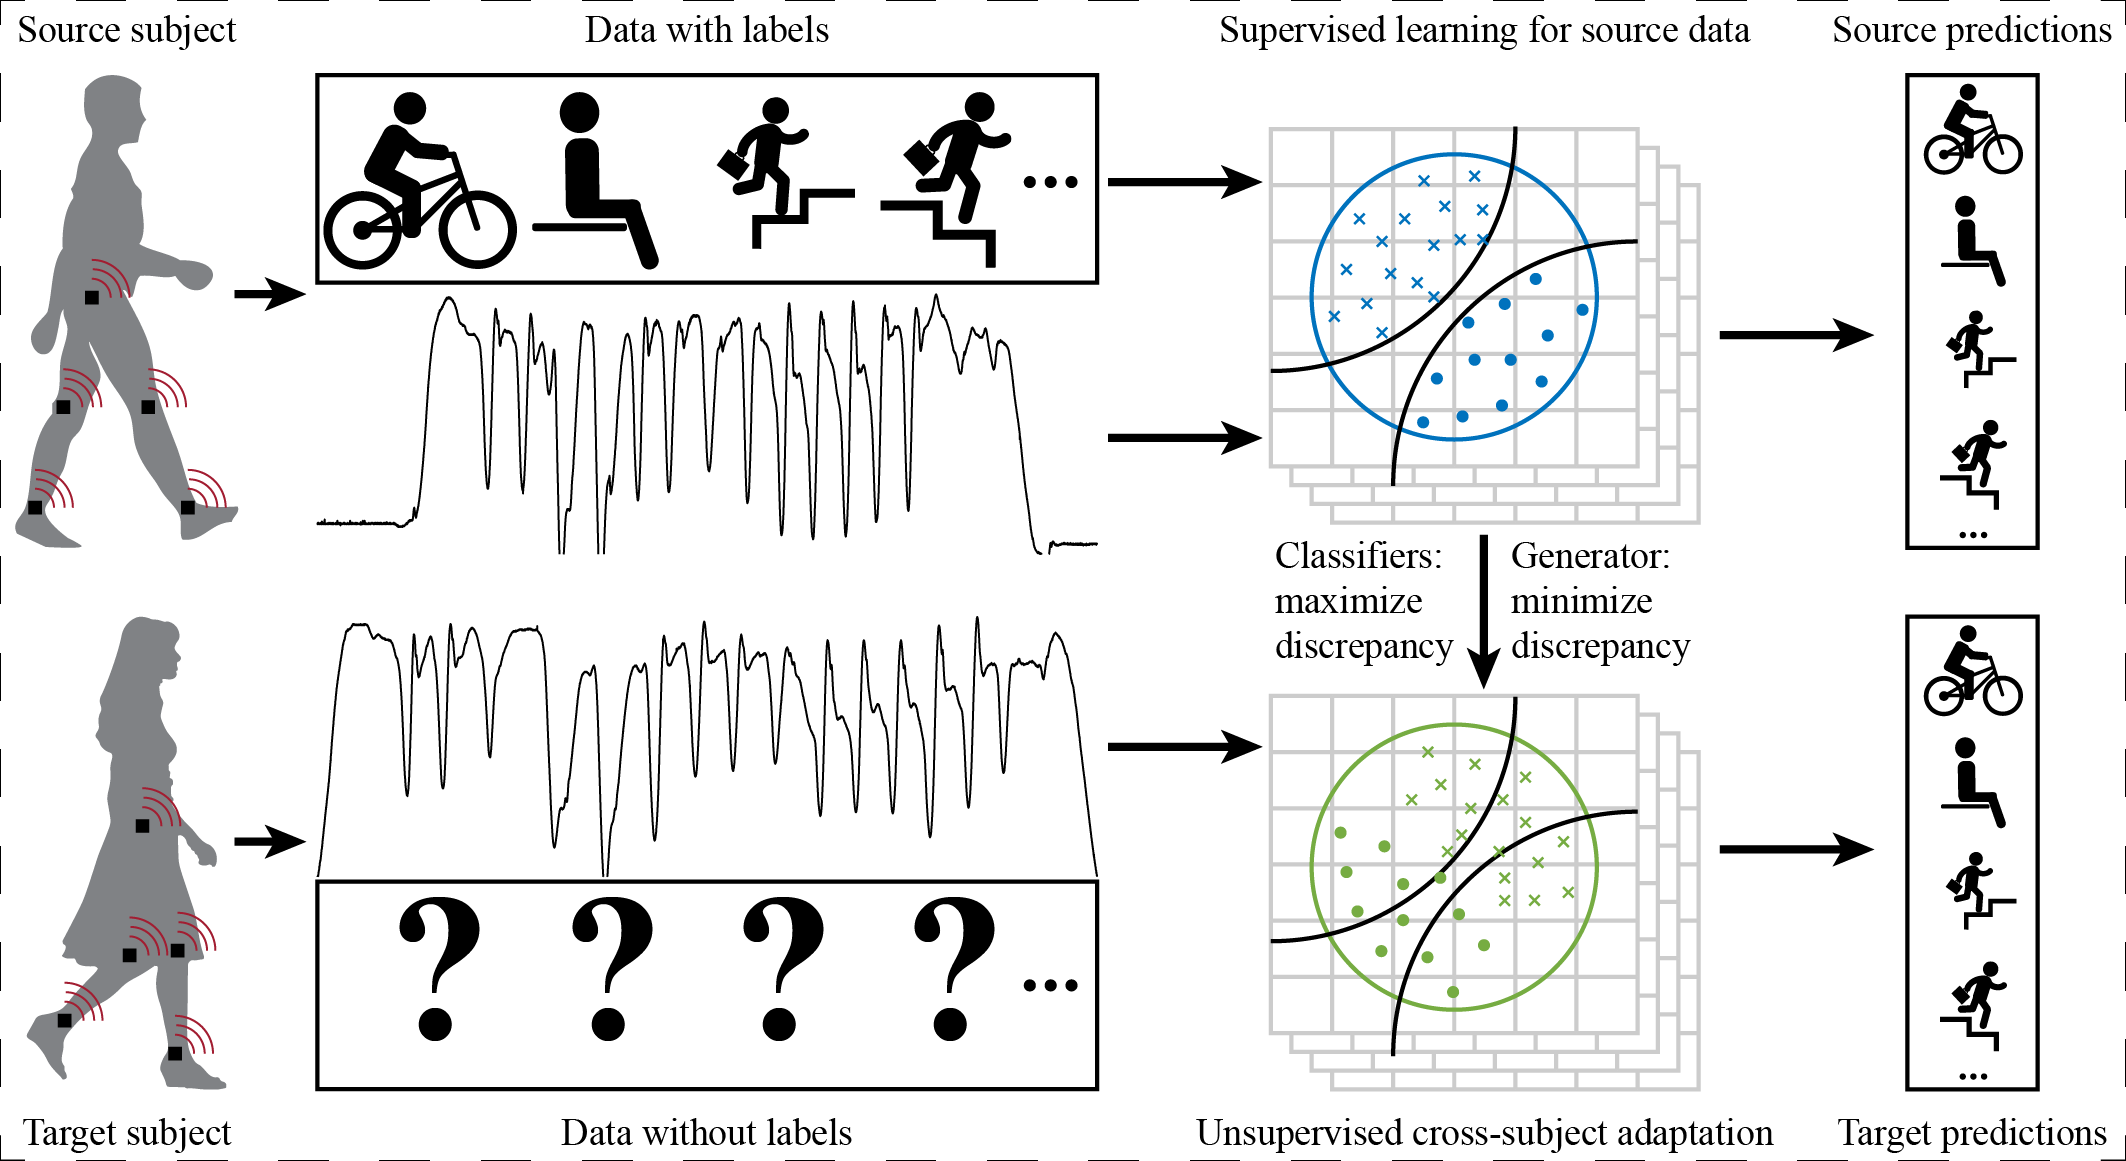 Source subject
Data with labels
Supervised learning for source data
Source predictions
...
...
Classifiers:
maximize
discrepancy
Generator:
minimize
discrepancy
? ? ? ? ...
...
Target subject
Data without labels
Unsupervised cross-subject adaptation
Target predictions